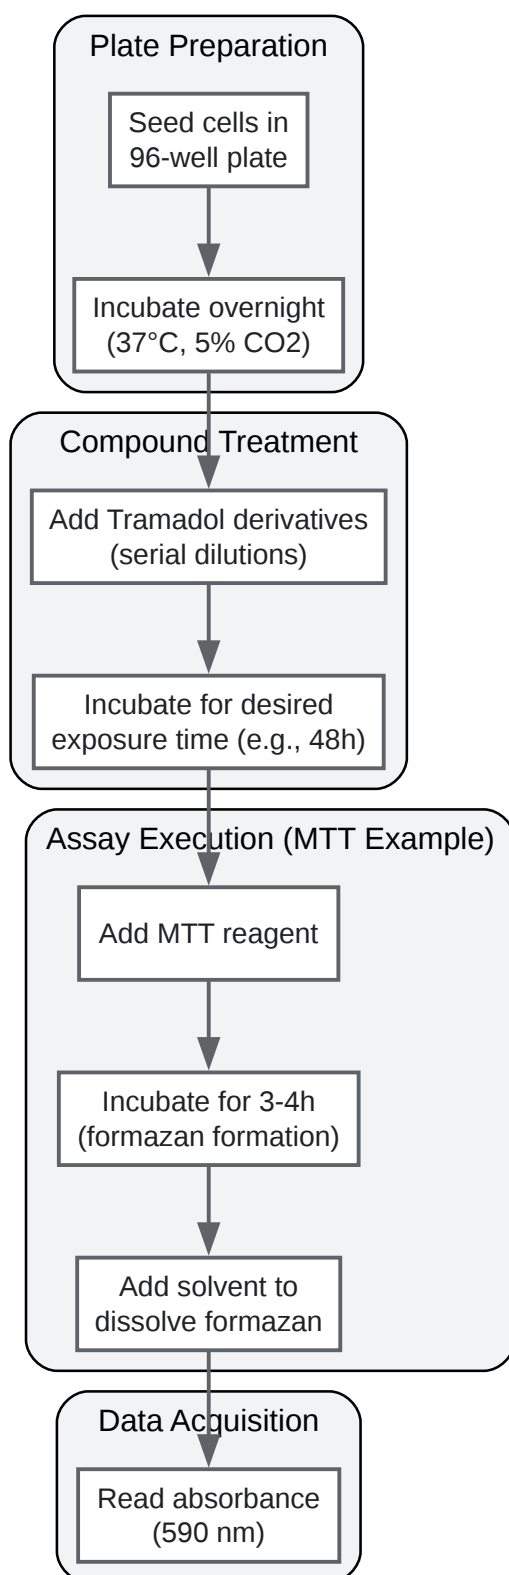 Plate Preparation
Seed cells in
96-well plate
Incubate overnight
(37°C, 5% CO2)
Compound Treatment
Add Tramadol derivatives
(serial dilutions)
Incubate for desired
exposure time (e.g., 48h)
Assay Execution (MTT Example)
Add MTT reagent
Incubate for 3-4h
(formazan formation)
Add solvent to
dissolve formazan
Data Acquisition
Read absorbance
(590 nm)